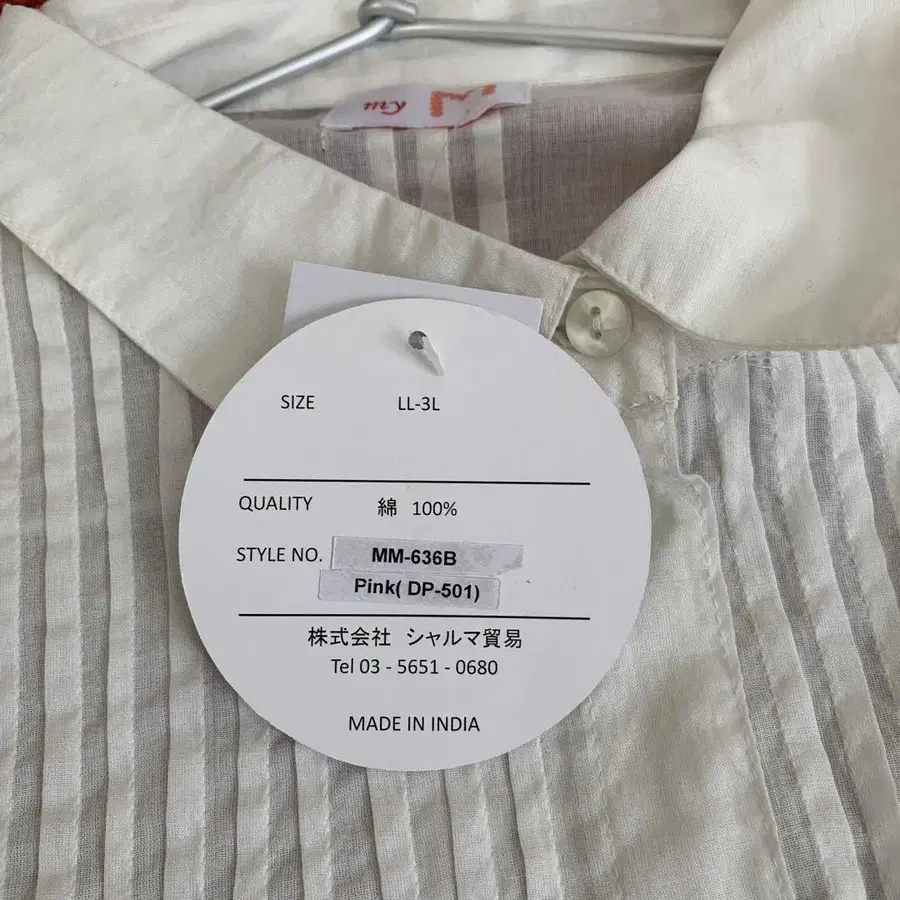 SIZE LL-3L
QUALITY 綿 100%
STYLE NO. MM-636B
Pink( DP-501)
株式会社 シャルマ貿易
Tel 03 - 5651 - 0680
MADE IN INDIA